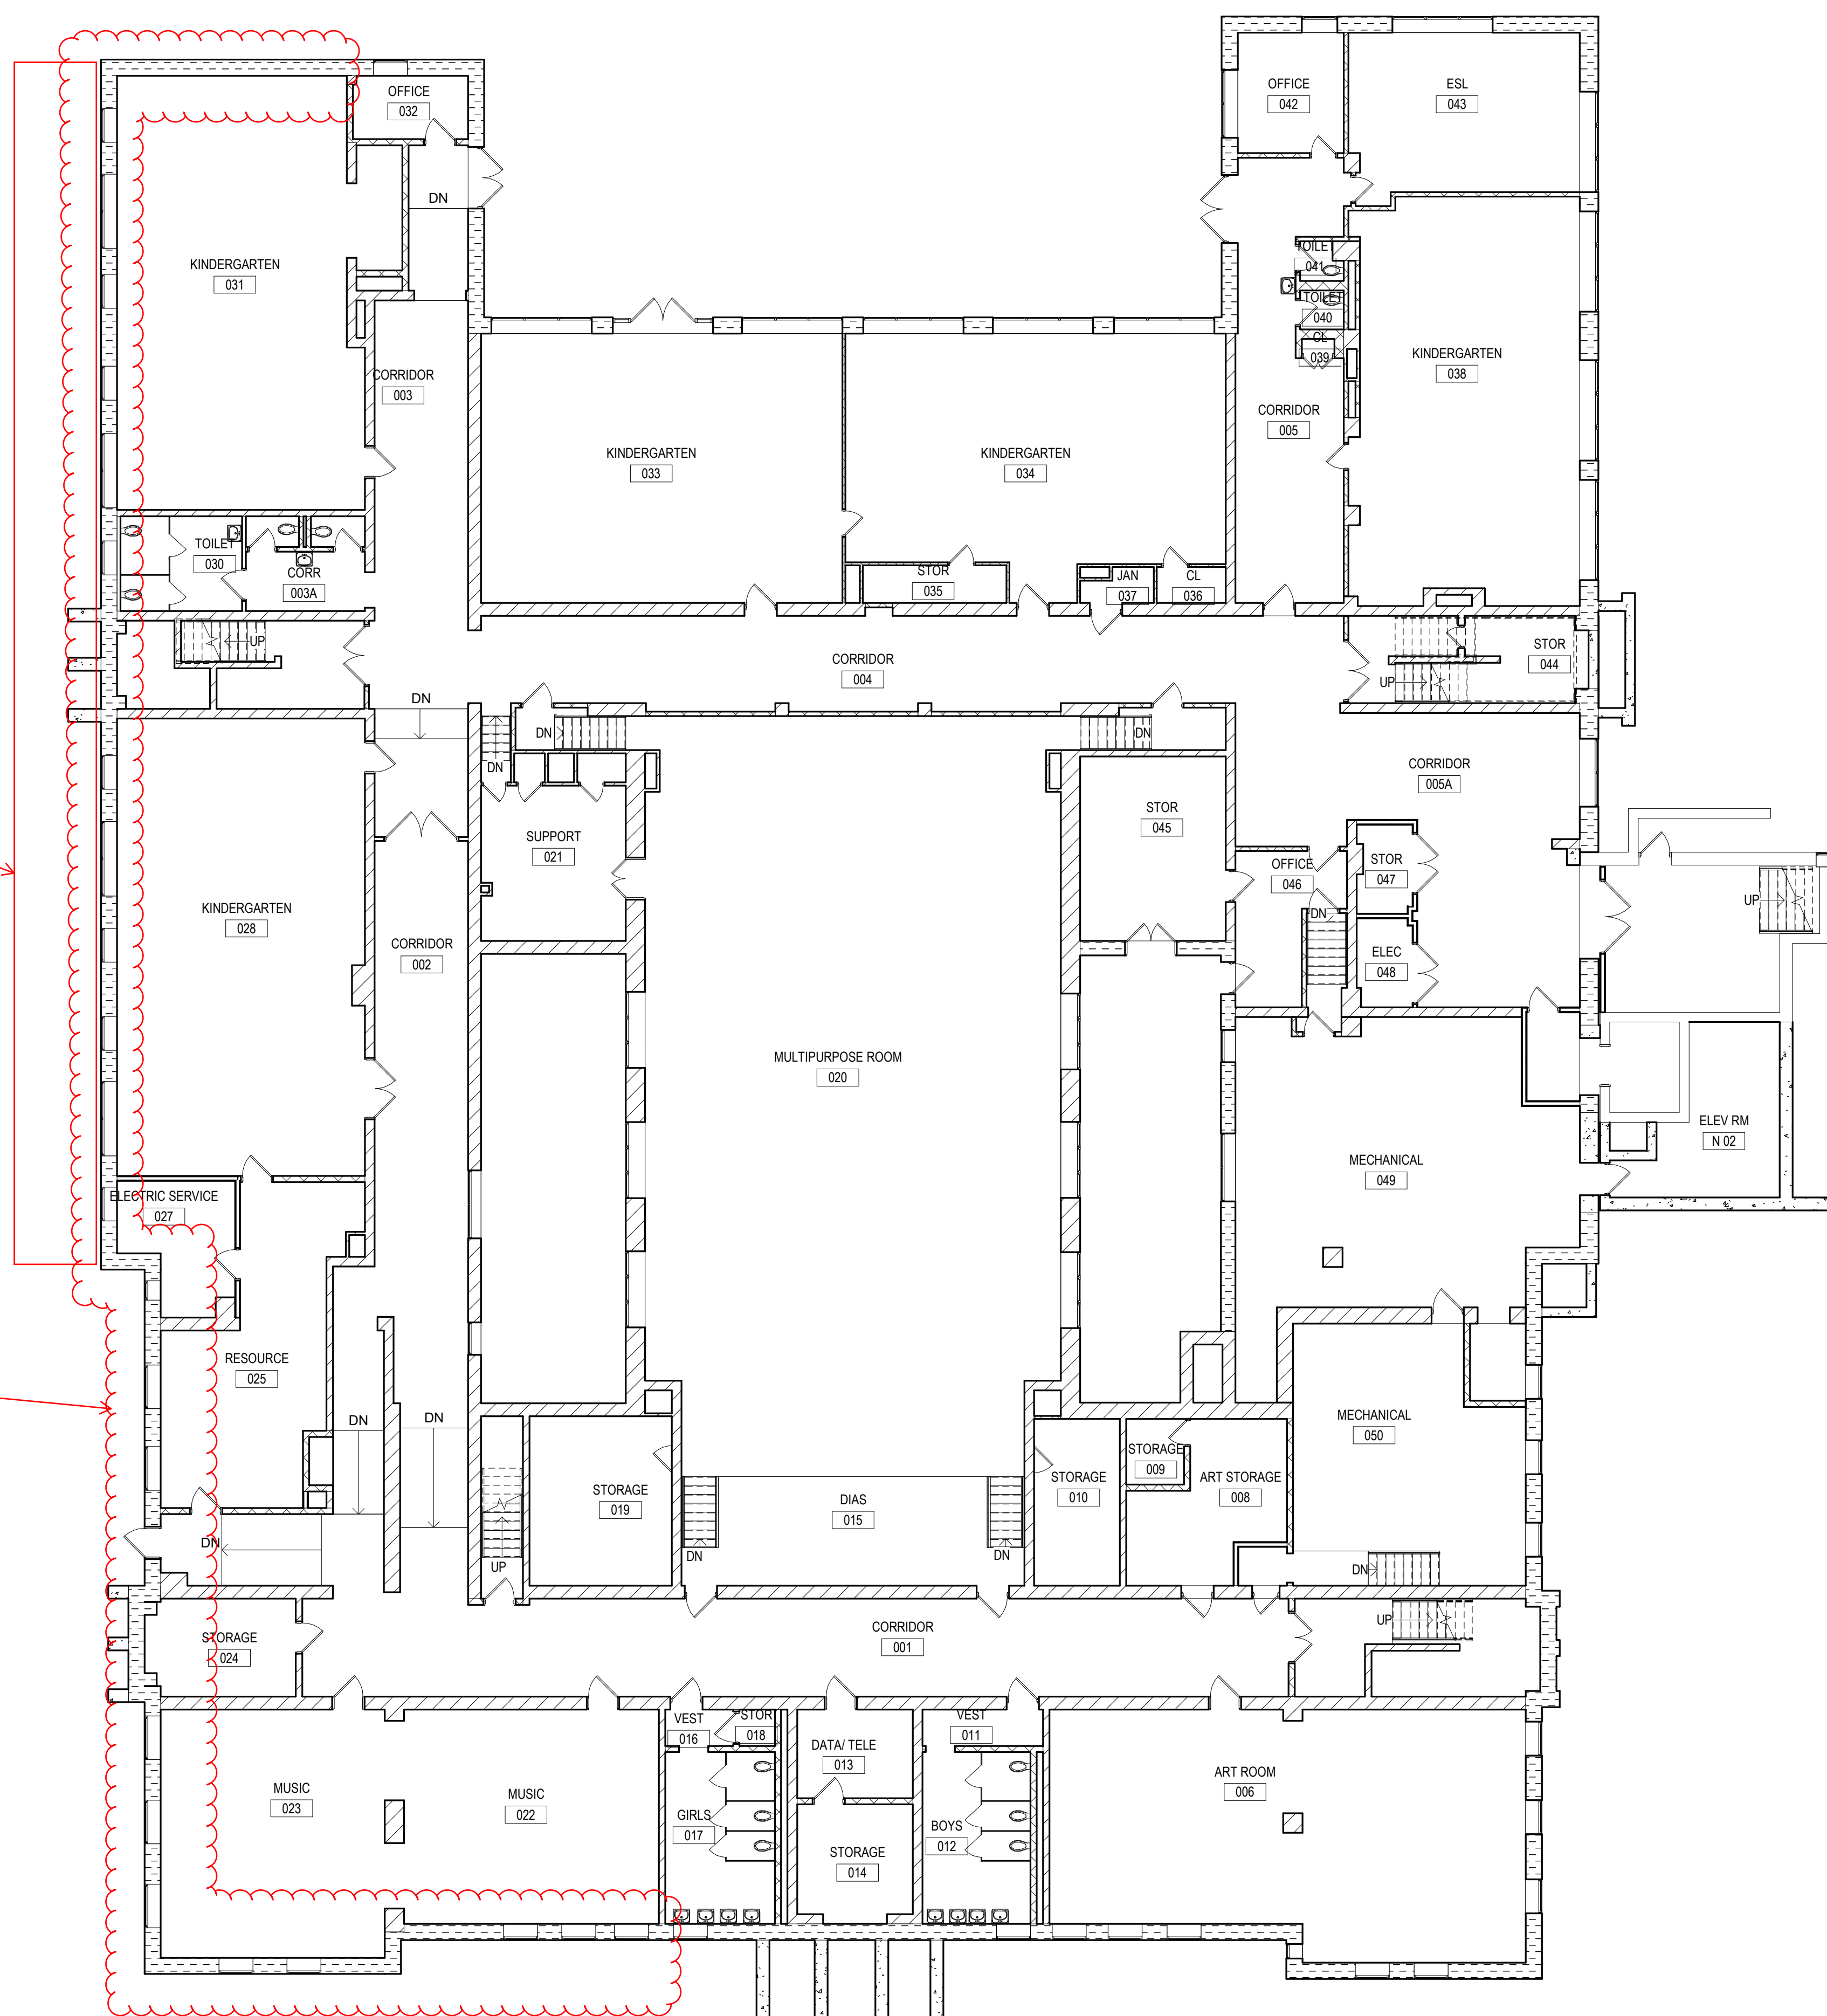 OFFICE
032
OFFICE
042
ESL
043
DN
KINDERGARTEN
031
TOILET
041
TOILET
040
CL
039
KINDERGARTEN
038
CORRIDOR
003
CORRIDOR
005
KINDERGARTEN
033
KINDERGARTEN
034
TOILET
030
CORR
003A
STOR
035
JAN
037
CL
036
UP
CORRIDOR
004
STOR
044
UP
DN
DN
DN
DN
CORRIDOR
005A
STOR
045
SUPPORT
021
OFFICE
046
STOR
047
KINDERGARTEN
028
UP
DN
CORRIDOR
002
ELEC
048
MULTIPURPOSE ROOM
020
ELEV RM
N 02
MECHANICAL
049
ELECTRIC SERVICE
027
RESOURCE
025
DN
DN
MECHANICAL
050
STORAGE
009
STORAGE
010
ART STORAGE
008
STORAGE
019
DIAS
015
DN
UP
DN
DN
DN
UP
CORRIDOR
001
STORAGE
024
VEST
016
STOR
018
VEST
011
DATA/ TELE
013
ART ROOM
006
MUSIC
023
MUSIC
022
GIRLS
017
BOYS
012
STORAGE
014